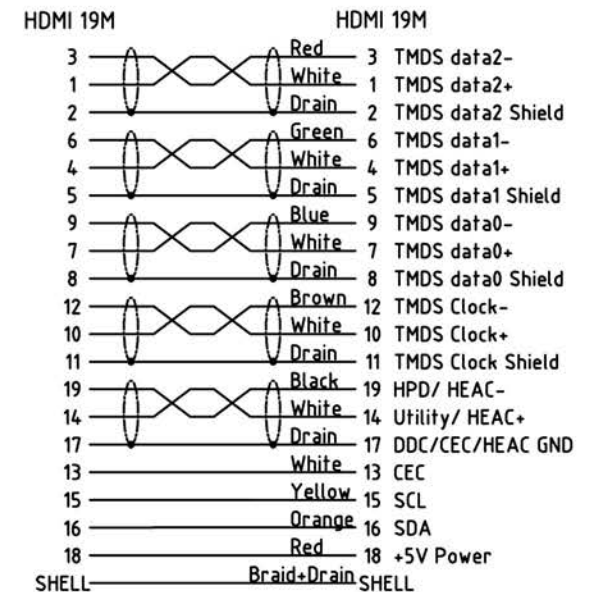 HDMI 19M HDMI 19M
3 Red 3 TMDS data2-
1 White 1 TMDS data2+
2 Drain 2 TMDS data2 Shield
6 Green 6 TMDS data1-
4 White 4 TMDS data1+
5 Drain 5 TMDS data1 Shield
9 Blue 9 TMDS data0-
7 White 7 TMDS data0+
8 Drain 8 TMDS data0 Shield
12 Brown 12 TMDS Clock-
10 White 10 TMDS Clock+
11 Drain 11 TMDS Clock Shield
19 Black 19 HPD/ HEAC-
14 White 14 Utility/ HEAC+
17 Drain 17 DDC/CEC/HEAC GND
13 White 13 CEC
15 Yellow 15 SCL
16 Orange 16 SDA
18 Red 18 +5V Power
SHELL Braid+Drain SHELL